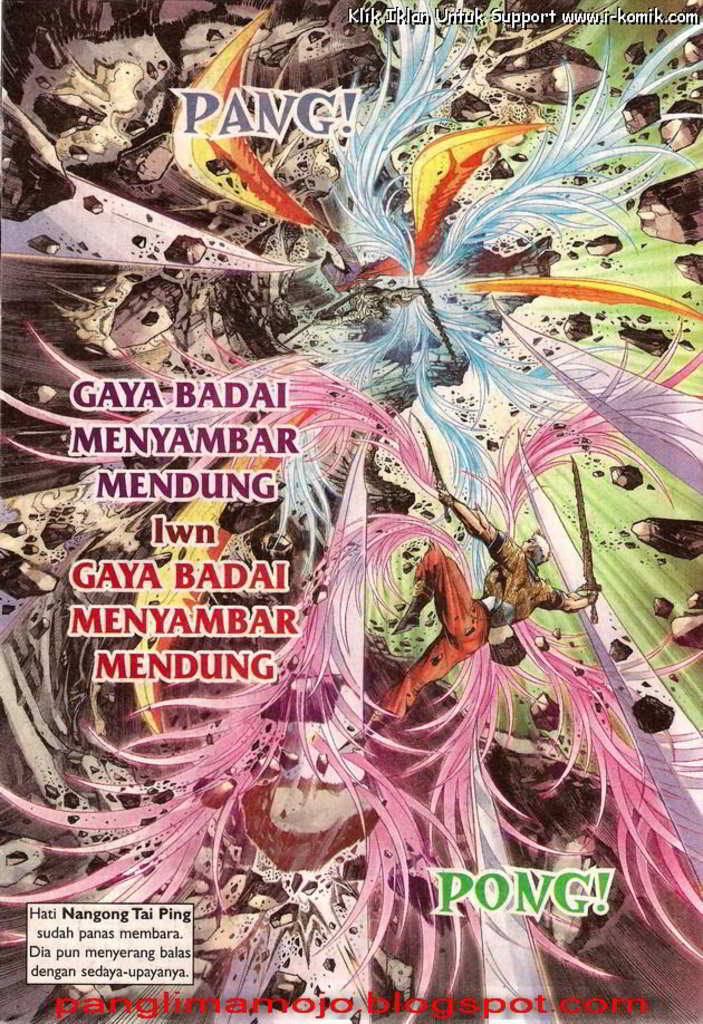 Klik Iklan Untuk Support www.i-komik.com
PANG!
GAYA BADAI
MENYAMBAR
MENDUNG
lwn
GAYA BADAI
MENYAMBAR
MENDUNG
PONG!
Hati Nangong Tai Ping
sudah panas membara.
Dia pun menyerang balas
dengan sedaya-upayanya.
panglimamojo.blogspot.com